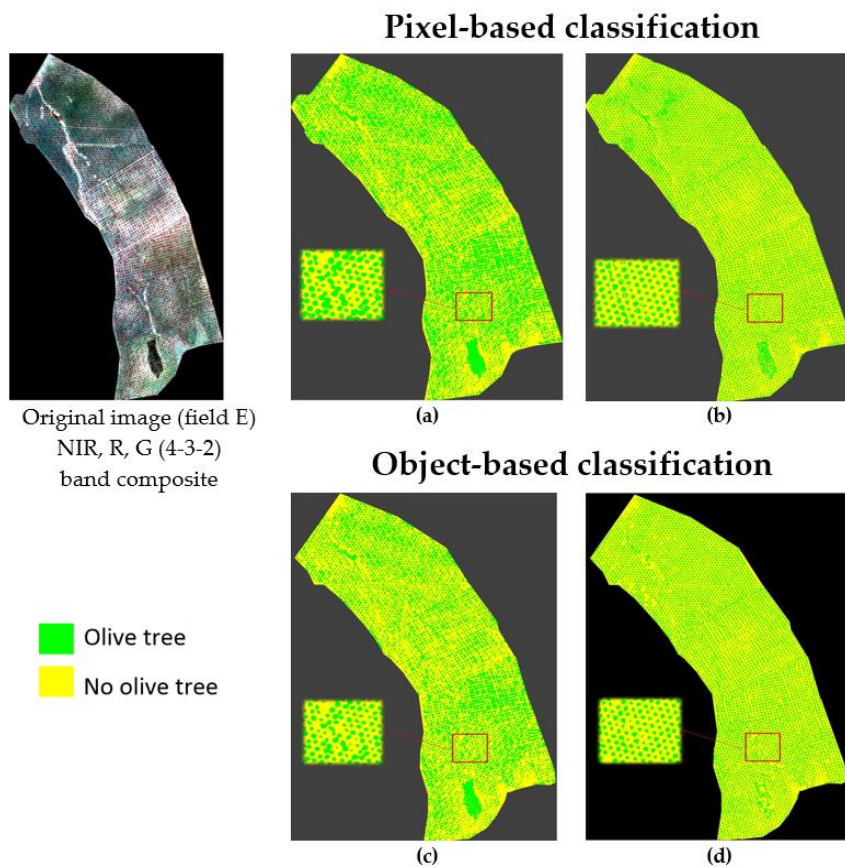 Pixel-based classification
Original image (field E)
NIR, R, G (4-3-2)
band composite
(a)
(b)
Object-based classification
Olive tree
No olive tree
(c)
(d)